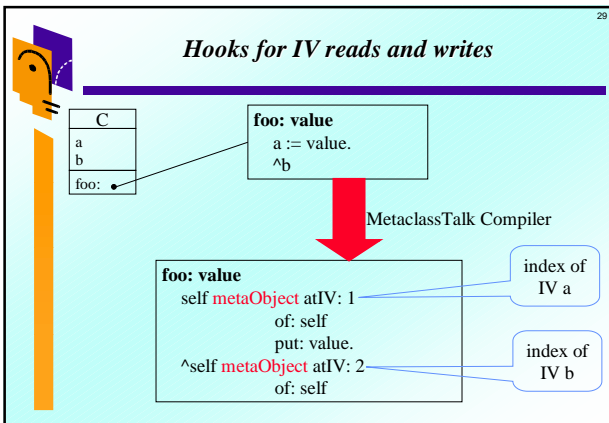 29
Hooks for IV reads and writes
C
a
b
foo:
foo: value
a := value.
^b
MetaclassTalk Compiler
foo: value
self metaObject atIV: 1
of: self
put: value.
^self metaObject atIV: 2
of: self
index of
IV a
index of
IV b